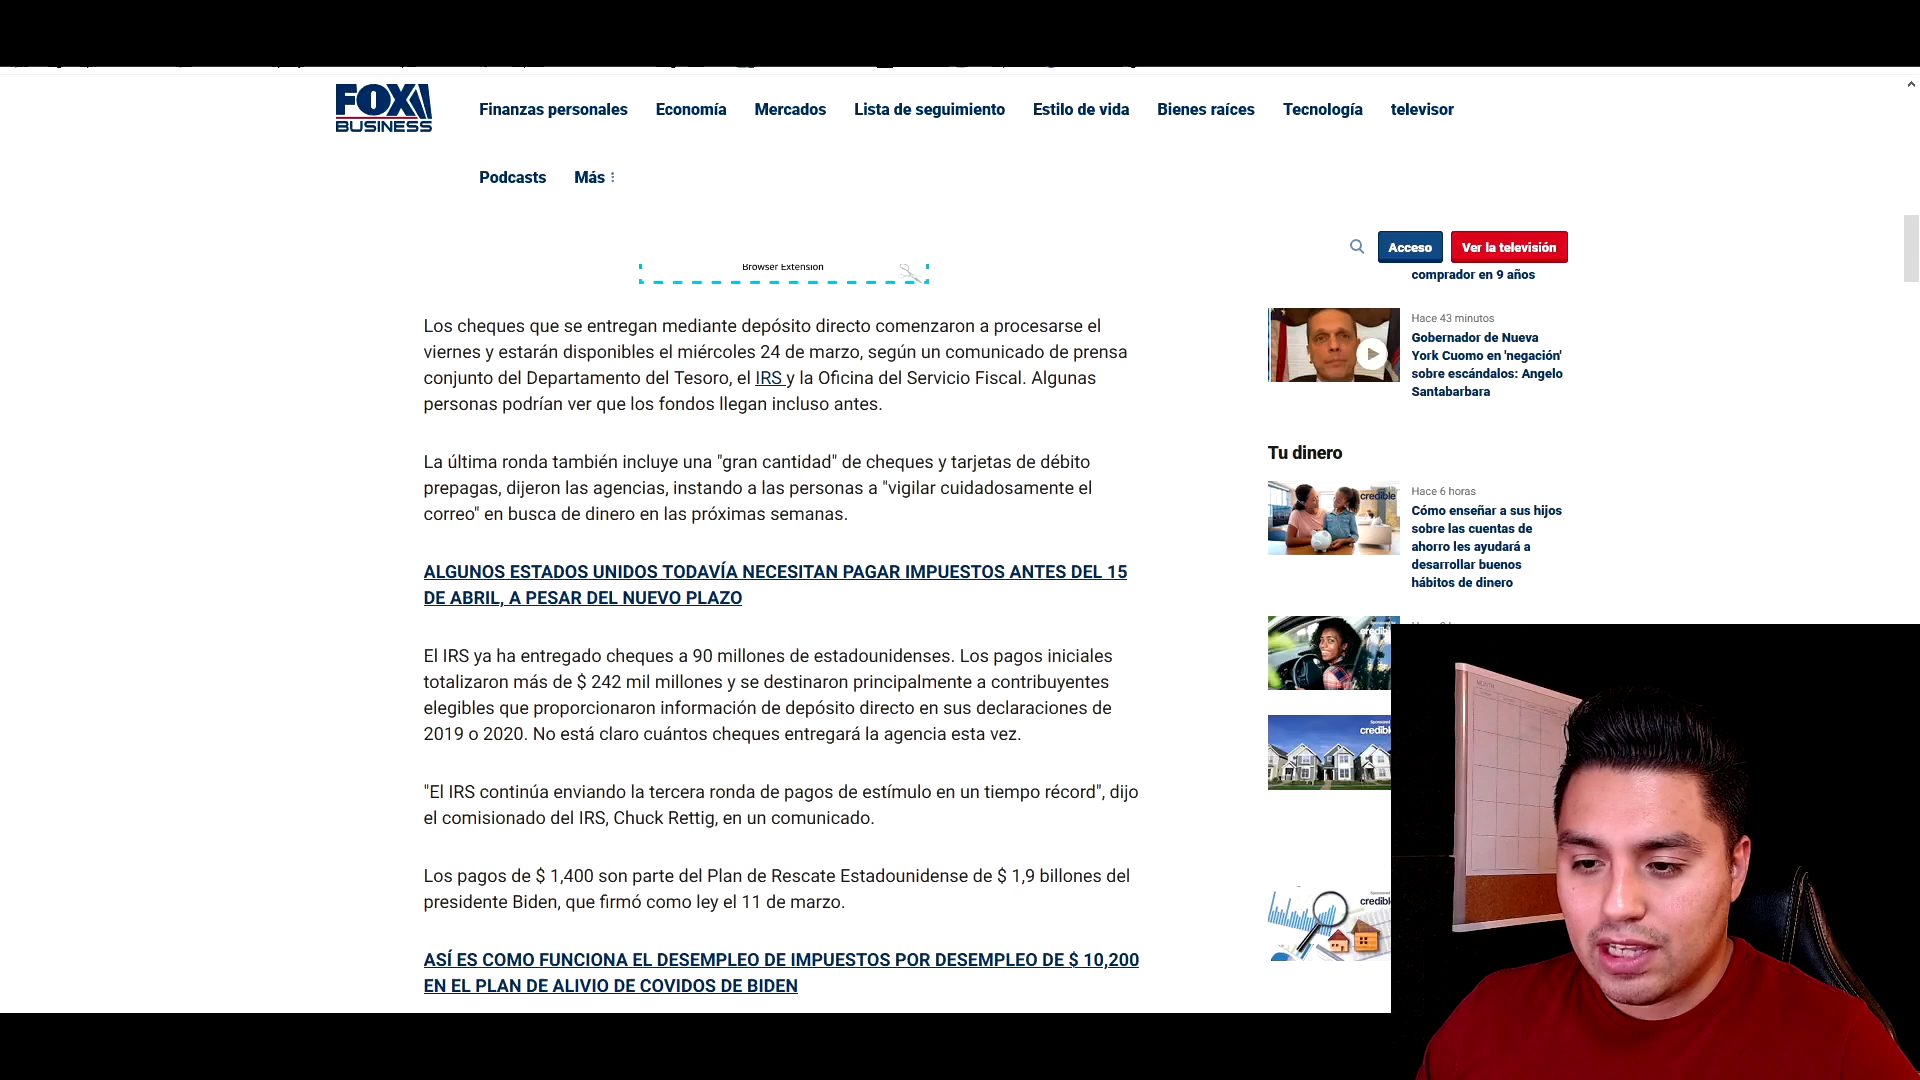 FOX
BUSINESS
Finanzas personales
Economía
Mercados
Lista de seguimiento
Estilo de vida
Bienes raíces
Tecnología
televisor
Podcasts
Más
Acceso
Ver la televisión
Browser Extension
Los cheques que se entregan mediante depósito directo comenzaron a procesarse el
viernes y estarán disponibles el miércoles 24 de marzo, según un comunicado de prensa
conjunto del Departamento del Tesoro, el IRS y la Oficina del Servicio Fiscal. Algunas
personas podrían ver que los fondos llegan incluso antes.
La última ronda también incluye una "gran cantidad" de cheques y tarjetas de débito
prepagas, dijeron las agencias, instando a las personas a "vigilar cuidadosamente el
correo" en busca de dinero en las próximas semanas.
ALGUNOS ESTADOS UNIDOS TODAVÍA NECESITAN PAGAR IMPUESTOS ANTES DEL 15
DE ABRIL, A PESAR DEL NUEVO PLAZO
El IRS ya ha entregado cheques a 90 millones de estadounidenses. Los pagos iniciales
totalizaron más de $ 242 mil millones y se destinaron principalmente a contribuyentes
elegibles que proporcionaron información de depósito directo en sus declaraciones de
2019 o 2020. No está claro cuántos cheques entregará la agencia esta vez.
"El IRS continúa enviando la tercera ronda de pagos de estímulo en un tiempo récord", dijo
el comisionado del IRS, Chuck Rettig, en un comunicado.
Los pagos de $ 1,400 son parte del Plan de Rescate Estadounidense de $ 1,9 billones del
presidente Biden, que firmó como ley el 11 de marzo.
ASÍ ES COMO FUNCIONA EL DESEMPLEO DE IMPUESTOS POR DESEMPLEO DE $ 10,200
EN EL PLAN DE ALIVIO DE COVIDOS DE BIDEN
comprador en 9 años
Hace 43 minutos
Gobernador de Nueva
York Cuomo en 'negación'
sobre escándalos: Angelo
Santabarbara
Tu dinero
credible
Hace 6 horas
Cómo enseñar a sus hijos
sobre las cuentas de
ahorro les ayudará a
desarrollar buenos
hábitos de dinero
MONTH